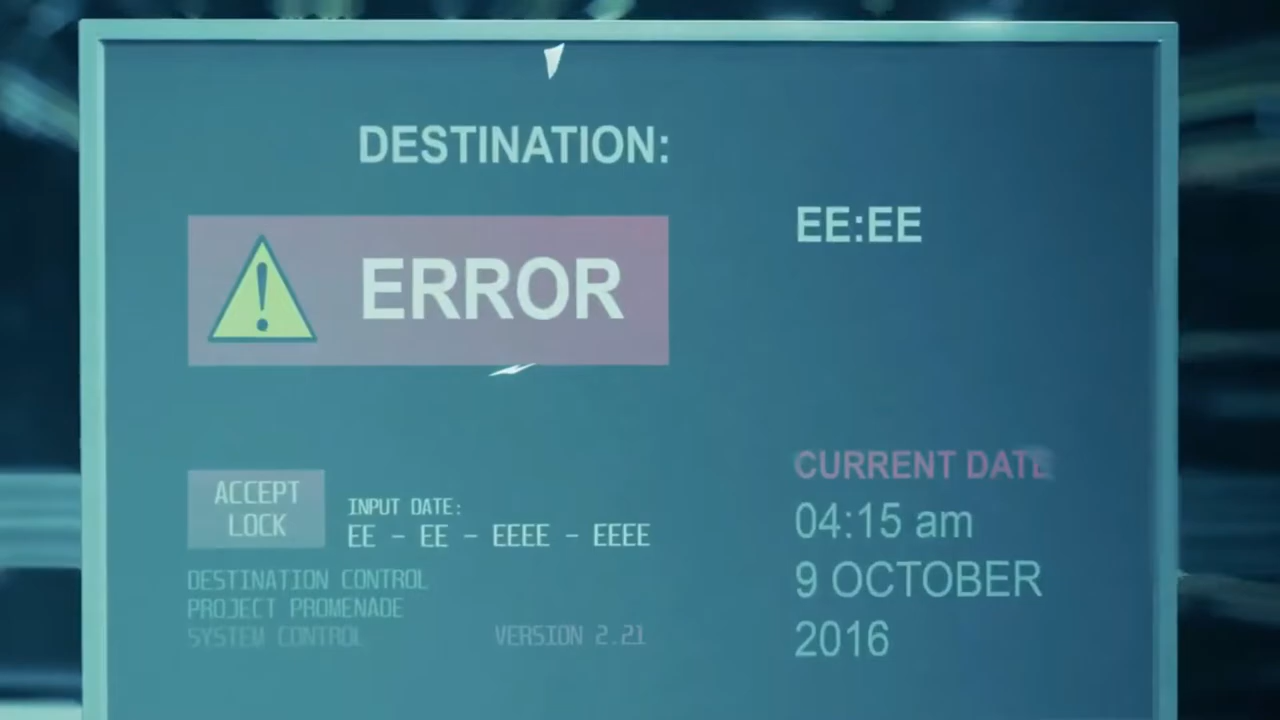 DESTINATION:
EE:EE
ERROR
CURRENT DATE
ACCEPT
LOCK
INPUT DATE:
EE - EE - EEEE - EEEE
04:15 am
9 OCTOBER
2016
DESTINATION CONTROL
PROJECT PROMENADE
SYSTEM CONTROL
VERSION 2.21